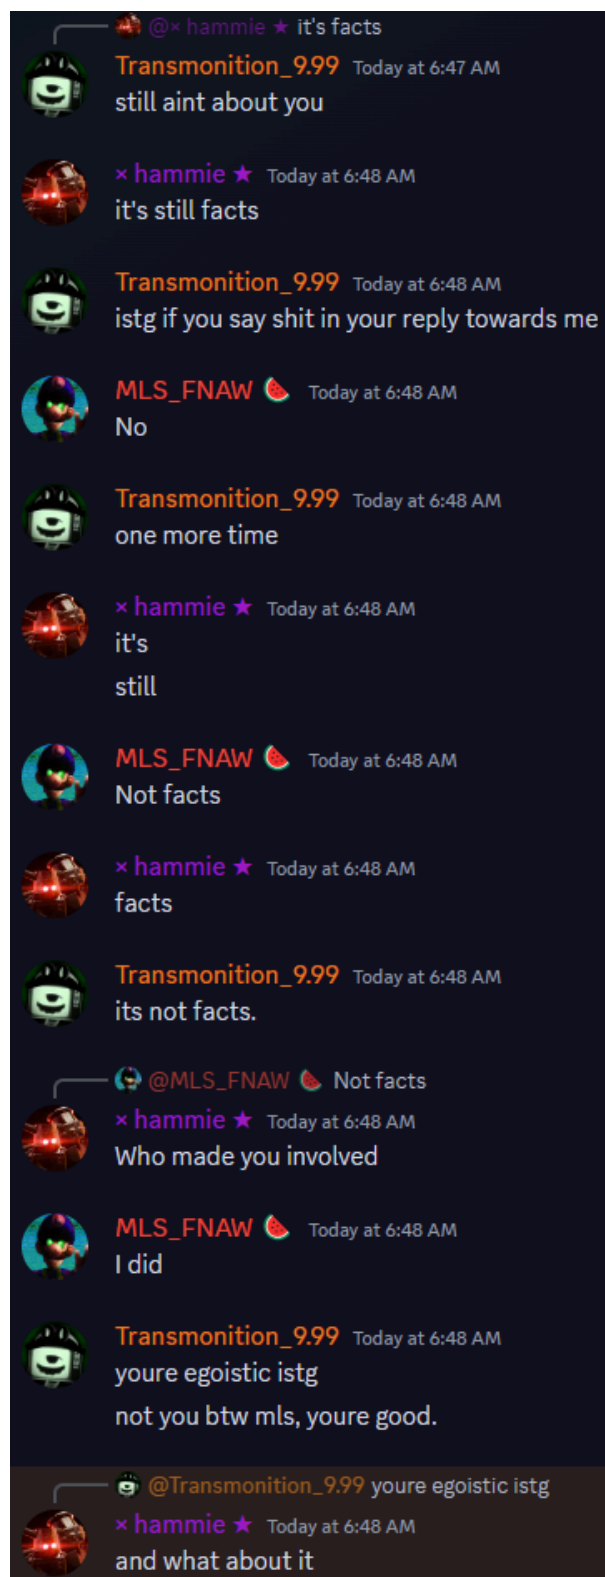 @× hammie ★ it's facts
Transmonition_9.99 Today at 6:47 AM
still aint about you
× hammie ★ Today at 6:48 AM
it's still facts
Transmonition_9.99 Today at 6:48 AM
istg if you say shit in your reply towards me
MLS_FNAW 🍉 Today at 6:48 AM
No
Transmonition_9.99 Today at 6:48 AM
one more time
× hammie ★ Today at 6:48 AM
it's
still
MLS_FNAW 🍉 Today at 6:48 AM
Not facts
× hammie ★ Today at 6:48 AM
facts
Transmonition_9.99 Today at 6:48 AM
its not facts.
@MLS_FNAW 🍉 Not facts
× hammie ★ Today at 6:48 AM
Who made you involved
MLS_FNAW 🍉 Today at 6:48 AM
I did
Transmonition_9.99 Today at 6:48 AM
youre egoistic istg
not you btw mls, youre good.
@Transmonition_9.99 youre egoistic istg
× hammie ★ Today at 6:48 AM
and what about it